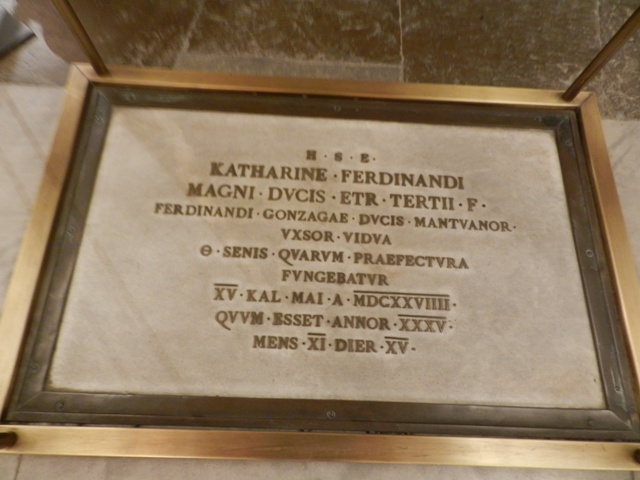 H · S · E ·
KATHARINE · FERDINANDI
MAGNI · DVCIS · ETR · TERTII · F ·
FERDINANDI · GONZAGAE · DVCIS · MANTVANOR ·
VXSOR · VIDVA
Θ · SENIS · QVARVM · PRAEFECTVRA
FVNGEBATVR
XV · KAL · MAI · A · MDCXXVIIII ·
QVVM · ESSET · ANNOR · XXXV ·
MENS · XI · DIER · XV ·